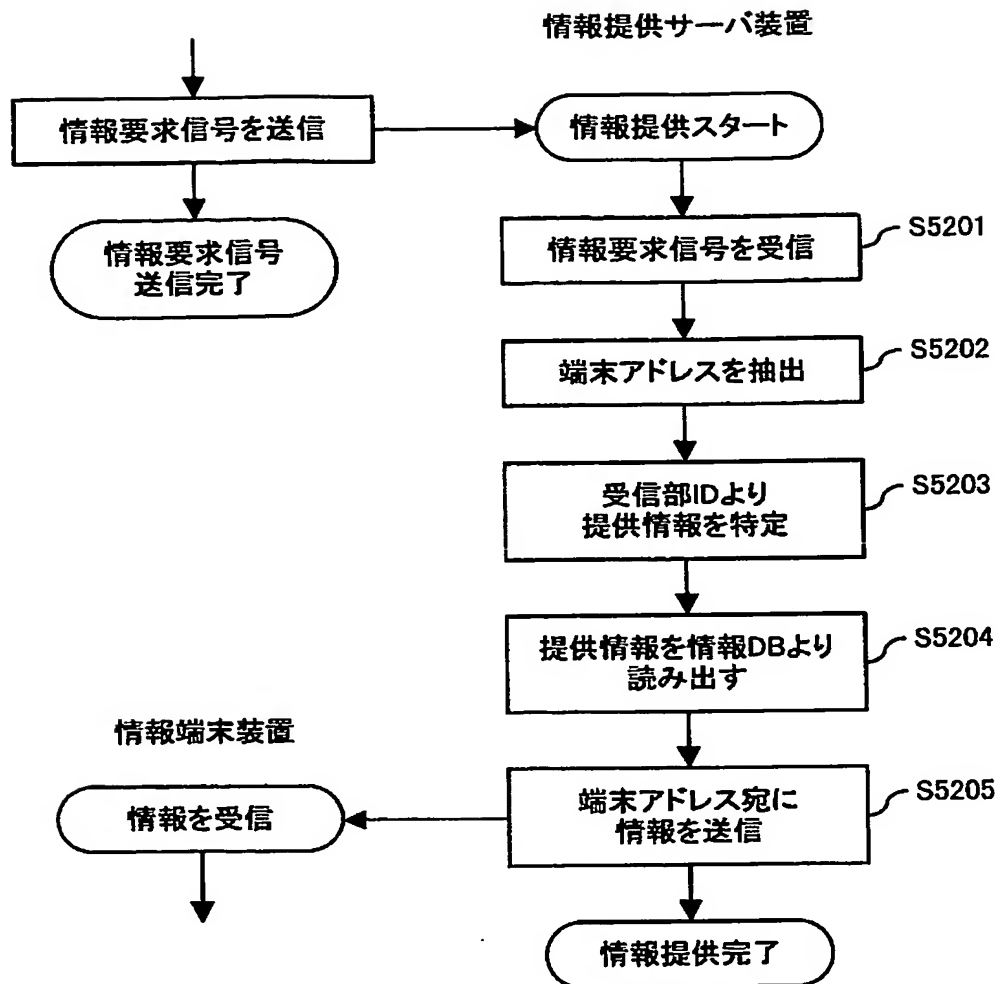 情報提供サーバ装置
情報要求信号を送信
情報提供スタート
情報要求信号
送信完了
情報要求信号を受信
S5201
端末アドレスを抽出
S5202
受信部IDより
提供情報を特定
S5203
提供情報を情報DBより
読み出す
S5204
情報端末装置
情報を受信
端末アドレス宛に
情報を送信
S5205
情報提供完了